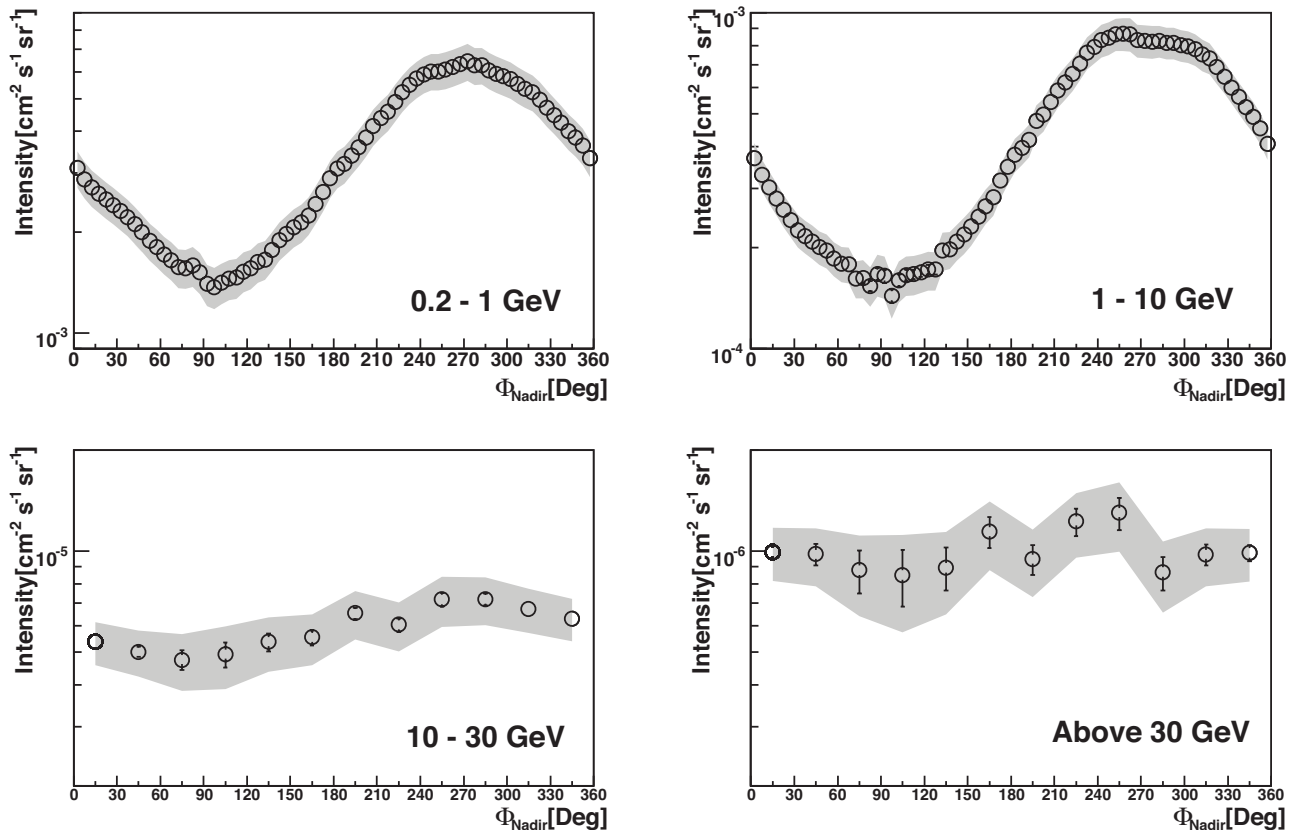 Intensity[cm-2 s-1 sr-1]
10-3
0.2 - 1 GeV
0 30 60 90 120 150 180 210 240 270 300 330 360
ΦNadir[Deg]
Intensity[cm-2 s-1 sr-1]
10-3
10-4
1 - 10 GeV
0 30 60 90 120 150 180 210 240 270 300 330 360
ΦNadir[Deg]
Intensity[cm-2 s-1 sr-1]
10-5
10 - 30 GeV
0 30 60 90 120 150 180 210 240 270 300 330 360
ΦNadir[Deg]
Intensity[cm-2 s-1 sr-1]
10-6
Above 30 GeV
0 30 60 90 120 150 180 210 240 270 300 330 360
ΦNadir[Deg]